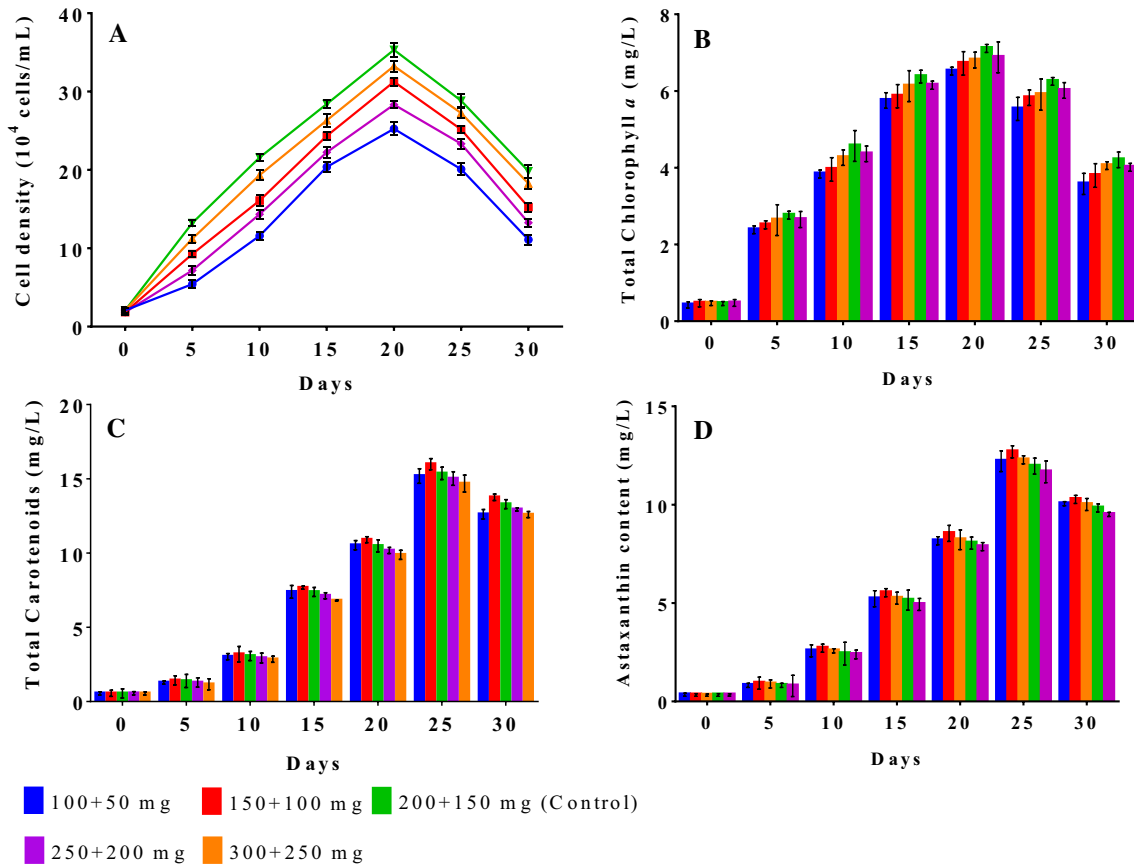 A
Cell density (10⁴ cells/mL)
40
30
20
10
0
0 5 10 15 20 25 30
Days
B
Total Chlorophyll a (mg/L)
8
6
4
2
0
0 5 10 15 20 25 30
Days
C
Total Carotenoids (mg/L)
20
15
10
5
0
0 5 10 15 20 25 30
Days
D
Astaxanthin content (mg/L)
15
10
5
0
0 5 10 15 20 25 30
Days
100+50 mg 150+100 mg 200+150 mg (Control)
250+200 mg 300+250 mg